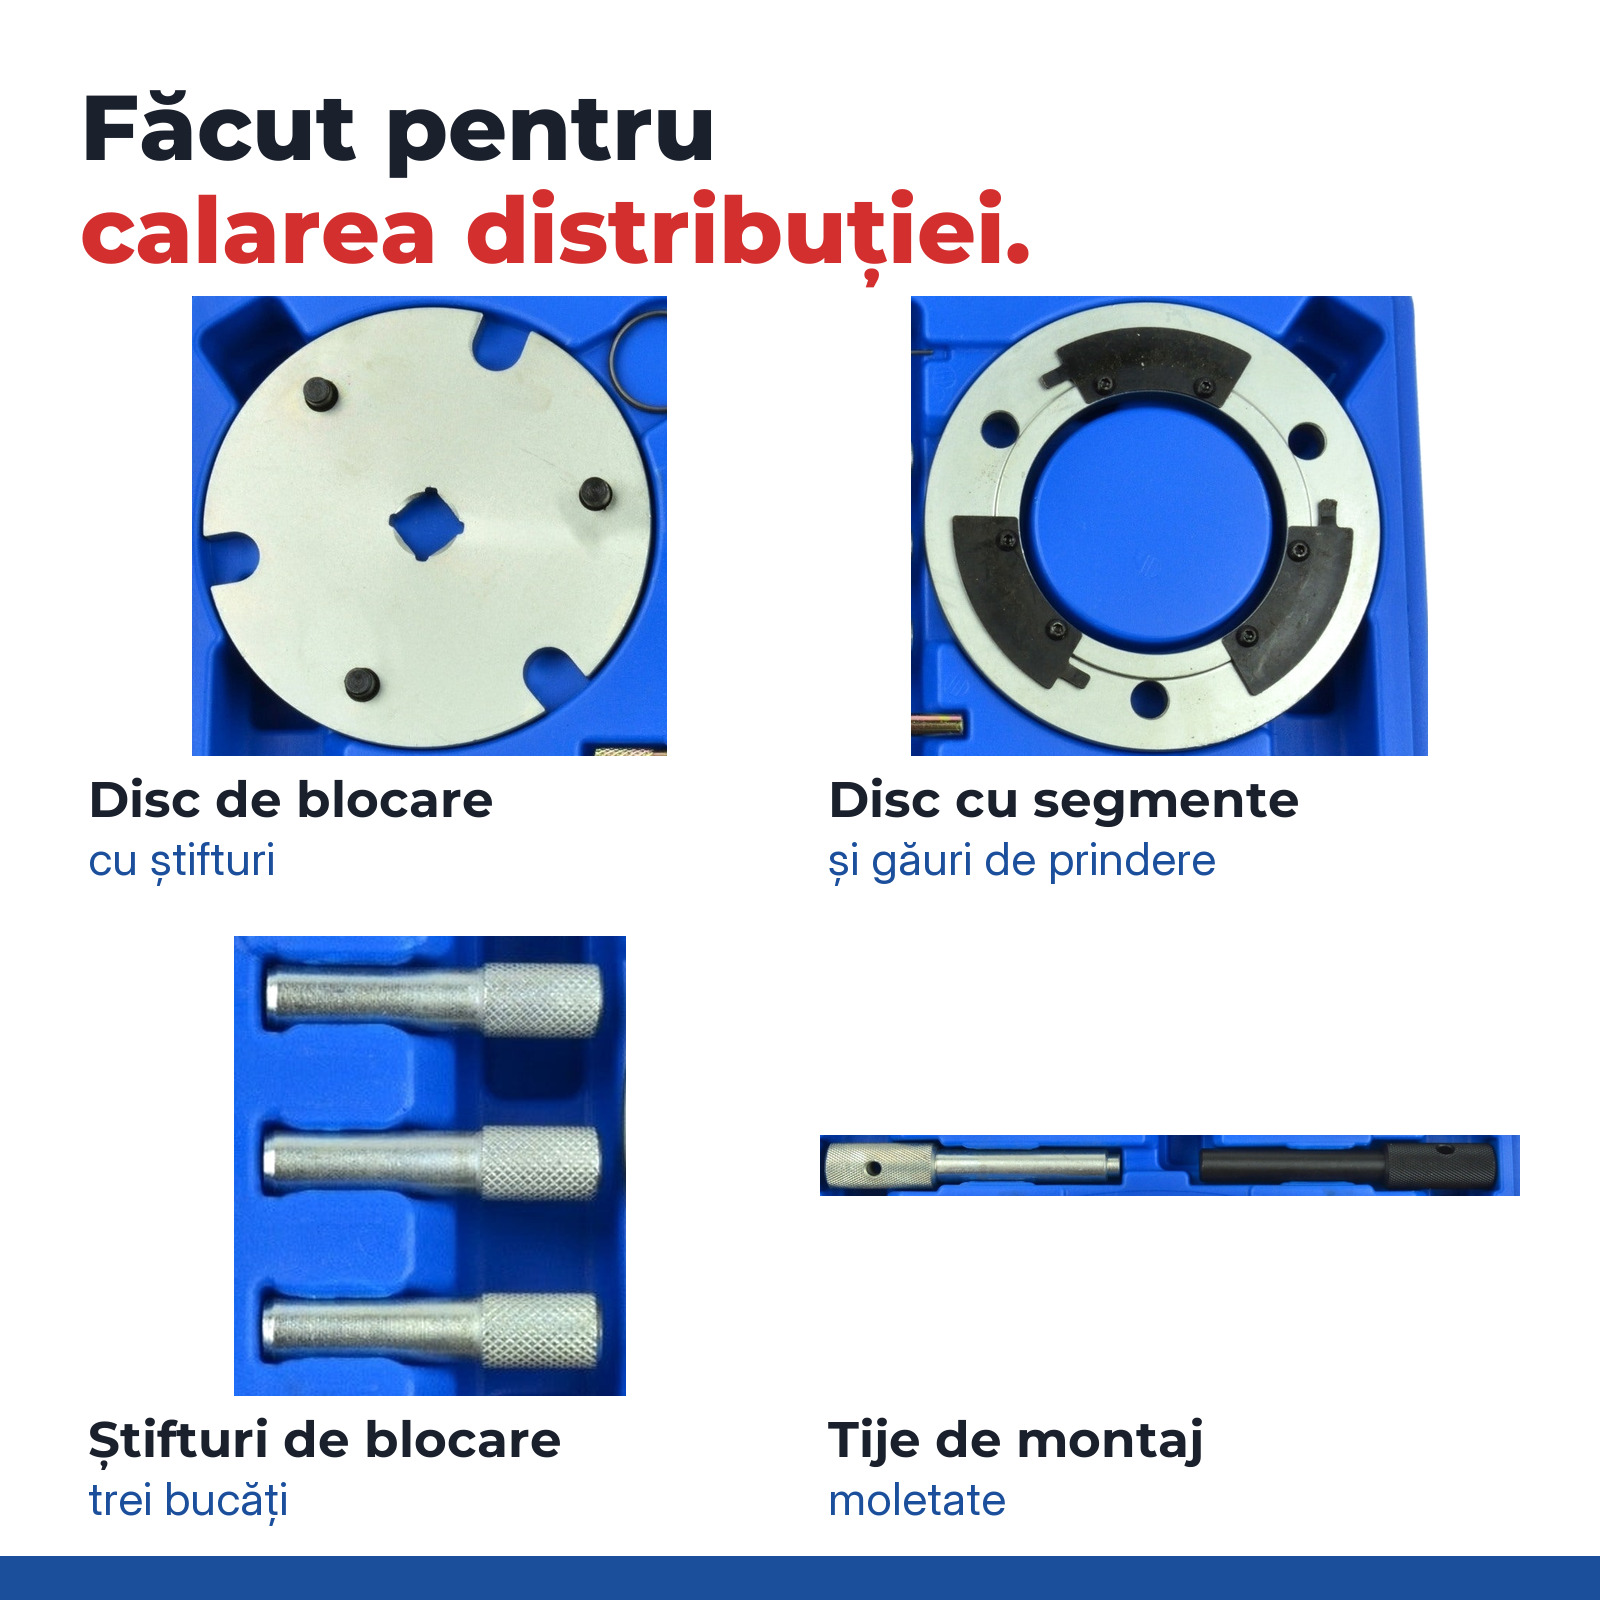 Făcut pentru
calarea distribuției.
Disc de blocare
cu știfturi
Disc cu segmente
și găuri de prindere
Știfturi de blocare
trei bucăți
Tije de montaj
moletate